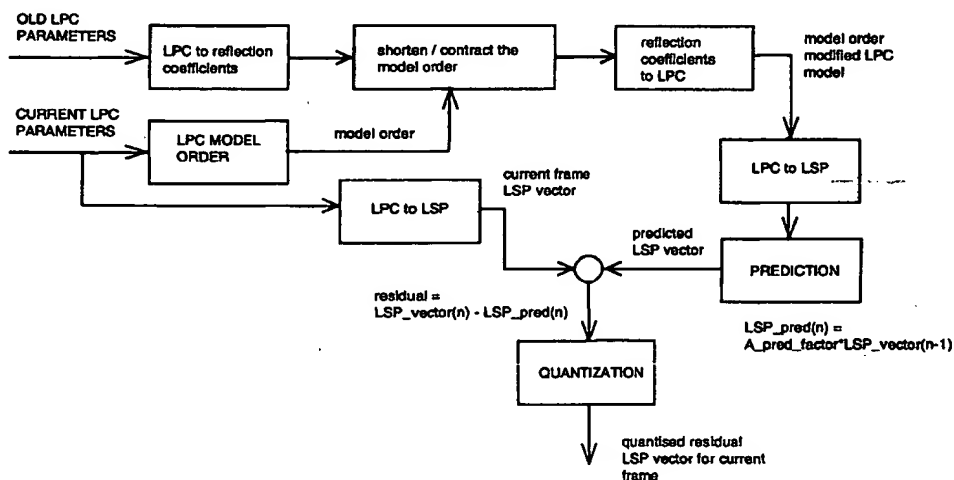 OLD LPC
PARAMETERS
LPC to reflection
coefficients
shorten / contract the
model order
reflection
coefficients
to LPC
model order
modified LPC
model
CURRENT LPC
PARAMETERS
LPC MODEL
ORDER
model order
LPC to LSP
current frame
LSP vector
LPC to LSP
predicted
LSP vector
PREDICTION
residual =
LSP_vector(n) - LSP_pred(n)
LSP_pred(n) =
A_pred_factor*LSP_vector(n-1)
QUANTIZATION
quantised residual
LSP vector for current
frame